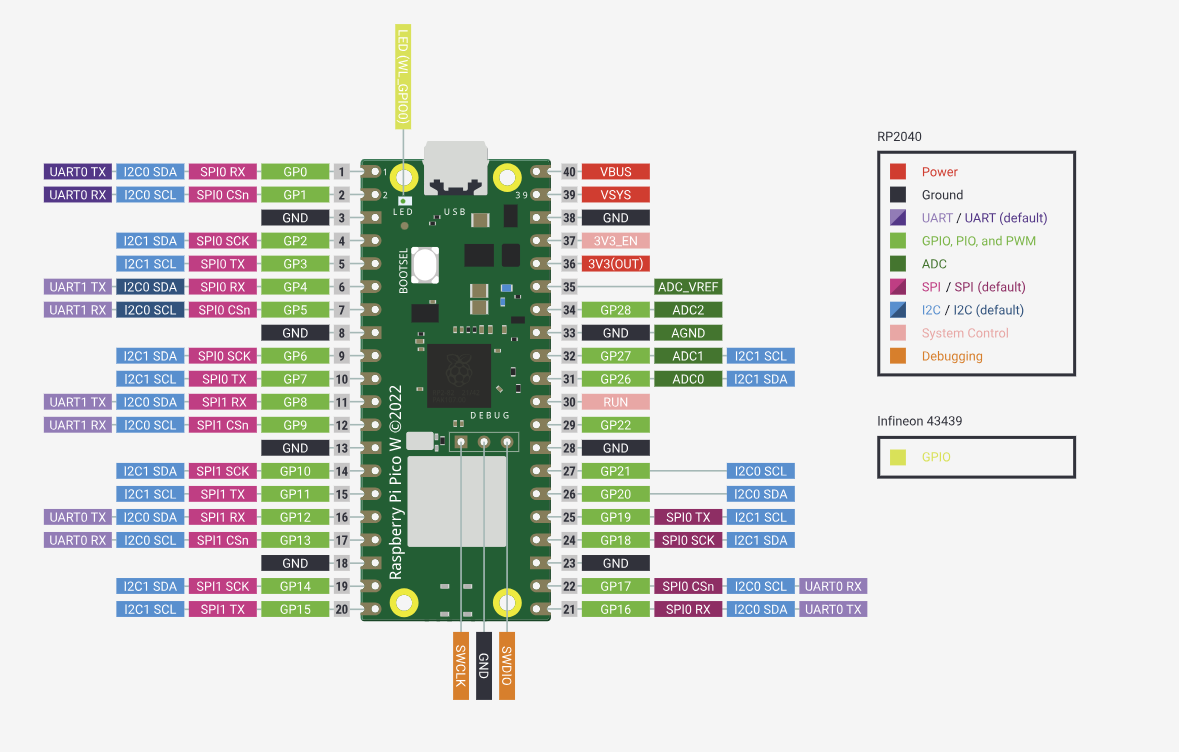 LED (WL_GPIO0)
UART0 TX I2C0 SDA SPI0 RX GP0 1 1 40 VBUS
UART0 RX I2C0 SCL SPI0 CSn GP1 2 2 39 39 VSYS
LED USB
GND 3 38 GND
I2C1 SDA SPI0 SCK GP2 4 37 3V3_EN
I2C1 SCL SPI0 TX GP3 5 36 3V3(OUT)
BOOTSEL
UART1 TX I2C0 SDA SPI0 RX GP4 6 35 ADC_VREF
UART1 RX I2C0 SCL SPI0 CSn GP5 7 34 GP28 ADC2
GND 8 33 GND AGND
I2C1 SDA SPI0 SCK GP6 9 32 GP27 ADC1 I2C1 SCL
I2C1 SCL SPI0 TX GP7 10 31 GP26 ADC0 I2C1 SDA
UART1 TX I2C0 SDA SPI1 RX GP8 11 30 RUN
DEBUG
UART1 RX I2C0 SCL SPI1 CSn GP9 12 29 GP22
GND 13 28 GND
I2C1 SDA SPI1 SCK GP10 14 27 GP21 I2C0 SCL
I2C1 SCL SPI1 TX GP11 15 26 GP20 I2C0 SDA
Raspberry Pi Pico W ©2022
UART0 TX I2C0 SDA SPI1 RX GP12 16 25 GP19 SPI0 TX I2C1 SCL
UART0 RX I2C0 SCL SPI1 CSn GP13 17 24 GP18 SPI0 SCK I2C1 SDA
GND 18 23 GND
I2C1 SDA SPI1 SCK GP14 19 22 GP17 SPI0 CSn I2C0 SCL UART0 RX
I2C1 SCL SPI1 TX GP15 20 21 GP16 SPI0 RX I2C0 SDA UART0 TX
SWCLK
GND
SWDIO
RP2040
Power
Ground
UART / UART (default)
GPIO, PIO, and PWM
ADC
SPI / SPI (default)
I2C / I2C (default)
System Control
Debugging
Infineon 43439
GPIO